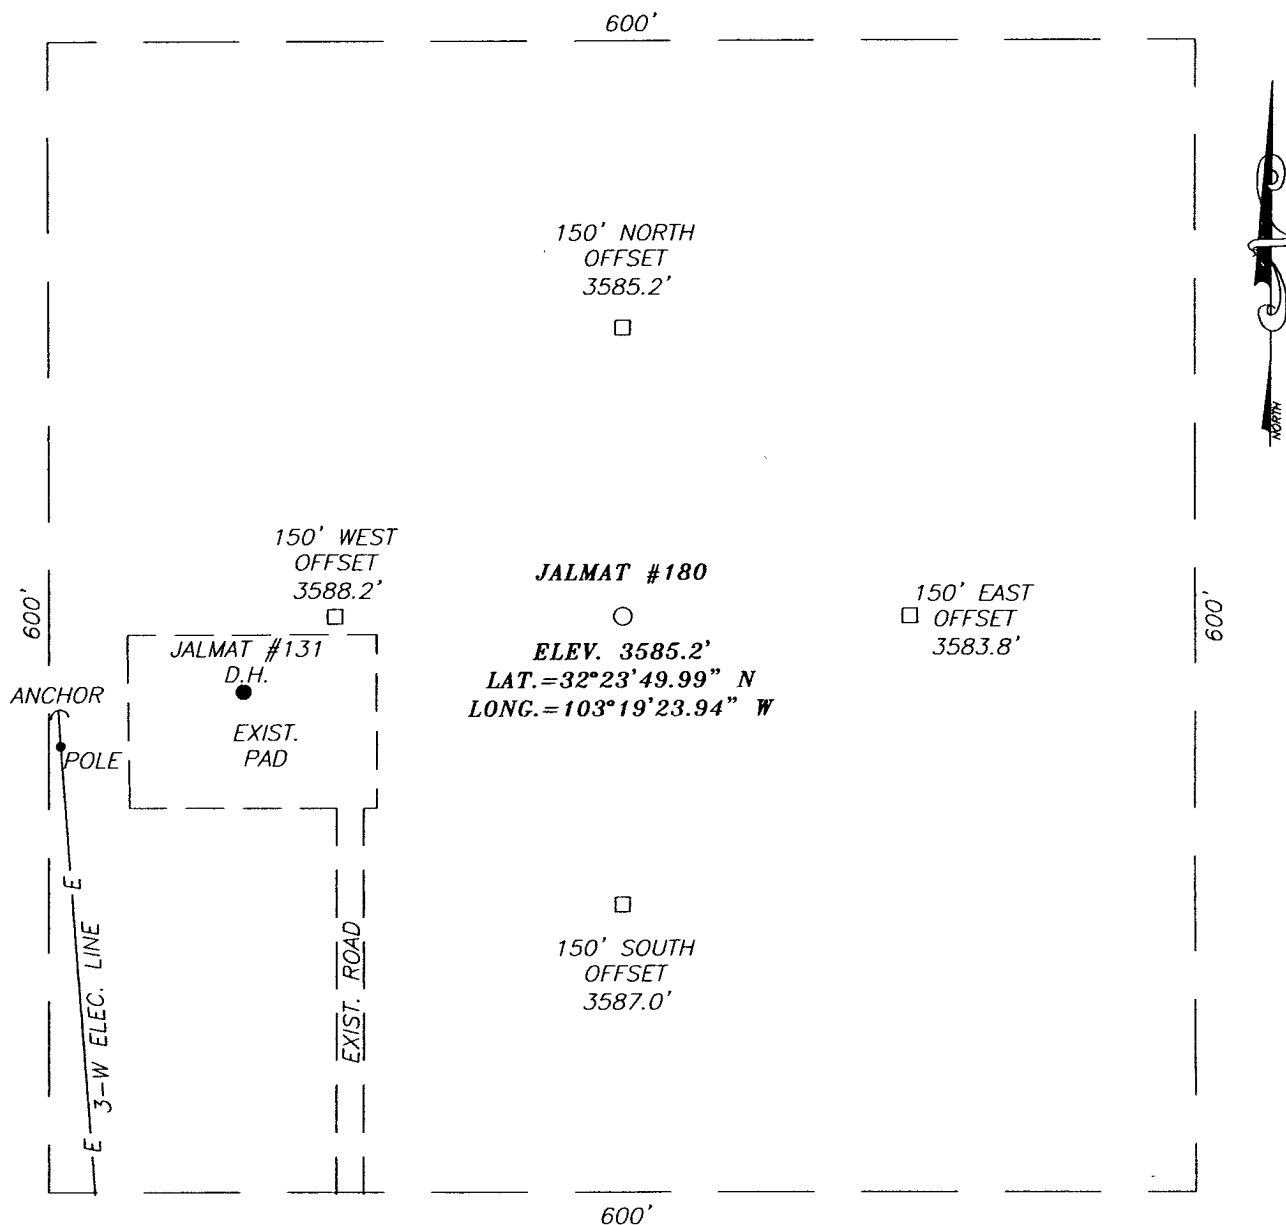 600'
150' NORTH
OFFSET
3585.2'
NORTH
150' WEST
OFFSET
3588.2'
JALMAT #180
ELEV. 3585.2'
LAT.=32°23'49.99" N
LONG.=103°19'23.94" W
150' EAST
OFFSET
3583.8'
600'
600'
JALMAT #131
D.H.
EXIST.
PAD
ANCHOR
POLE
E
3-W ELEC. LINE
E
EXIST. ROAD
150' SOUTH
OFFSET
3587.0'
600'